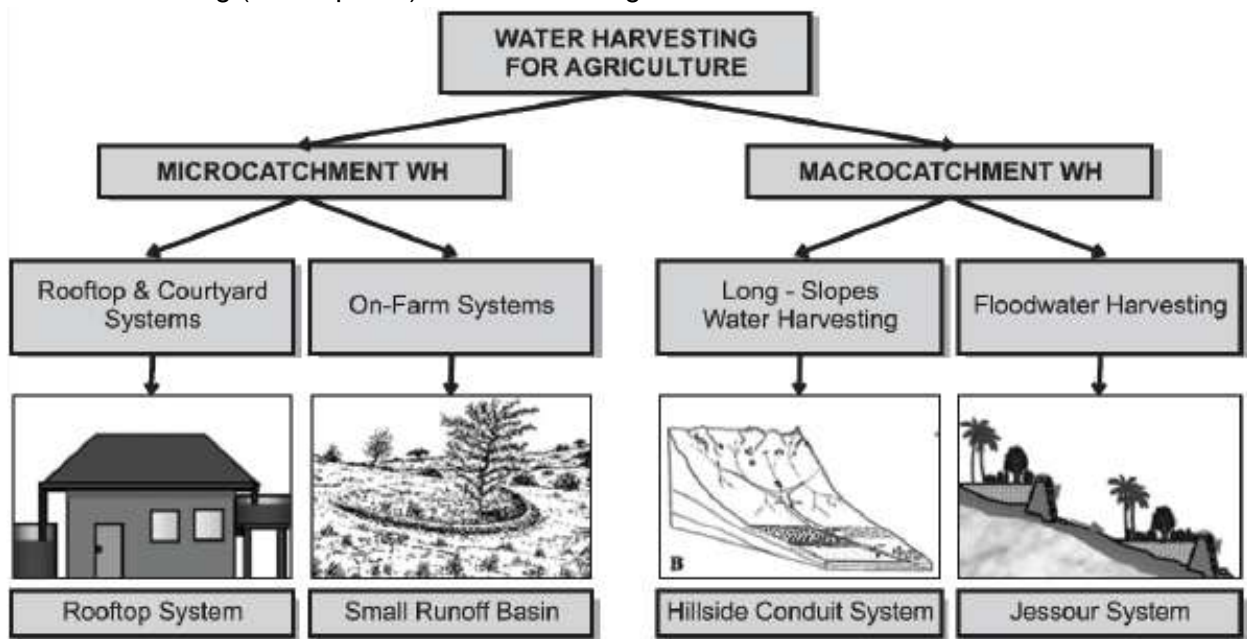 WATER HARVESTING
FOR AGRICULTURE
MICROCATCHMENT WH
MACROCATCHMENT WH
Rooftop & Courtyard
Systems
On-Farm Systems
Long - Slopes
Water Harvesting
Floodwater Harvesting
B
Rooftop System
Small Runoff Basin
Hillside Conduit System
Jessour System